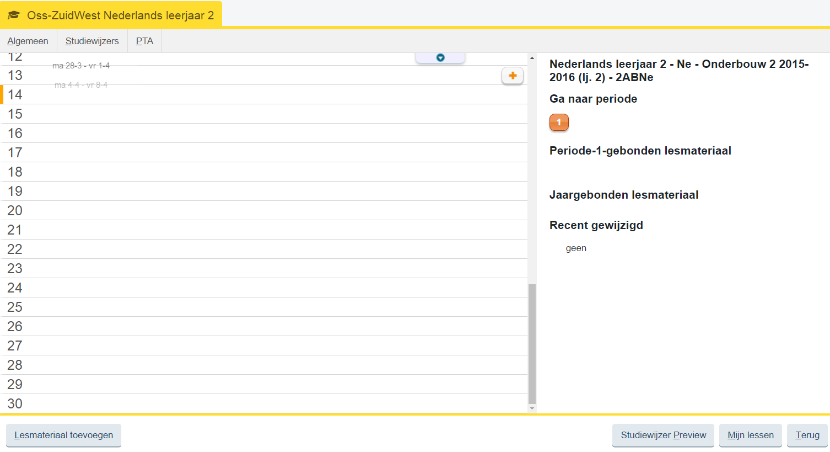 Oss-ZuidWest Nederlands leerjaar 2
Algemeen Studiewijzers PTA
12 ma 28-3 - vr 1-4
13 ma 4-4 - vr 8-4
14
15
16
17
18
19
20
21
22
23
24
25
26
27
28
29
30
Nederlands leerjaar 2 - Ne - Onderbouw 2 2015-
2016 (lj. 2) - 2ABNe
Ga naar periode
1
Periode-1-gebonden lesmateriaal
Jaargebonden lesmateriaal
Recent gewijzigd
geen
Lesmateriaal toevoegen Studiewijzer Preview Mijn lessen Terug